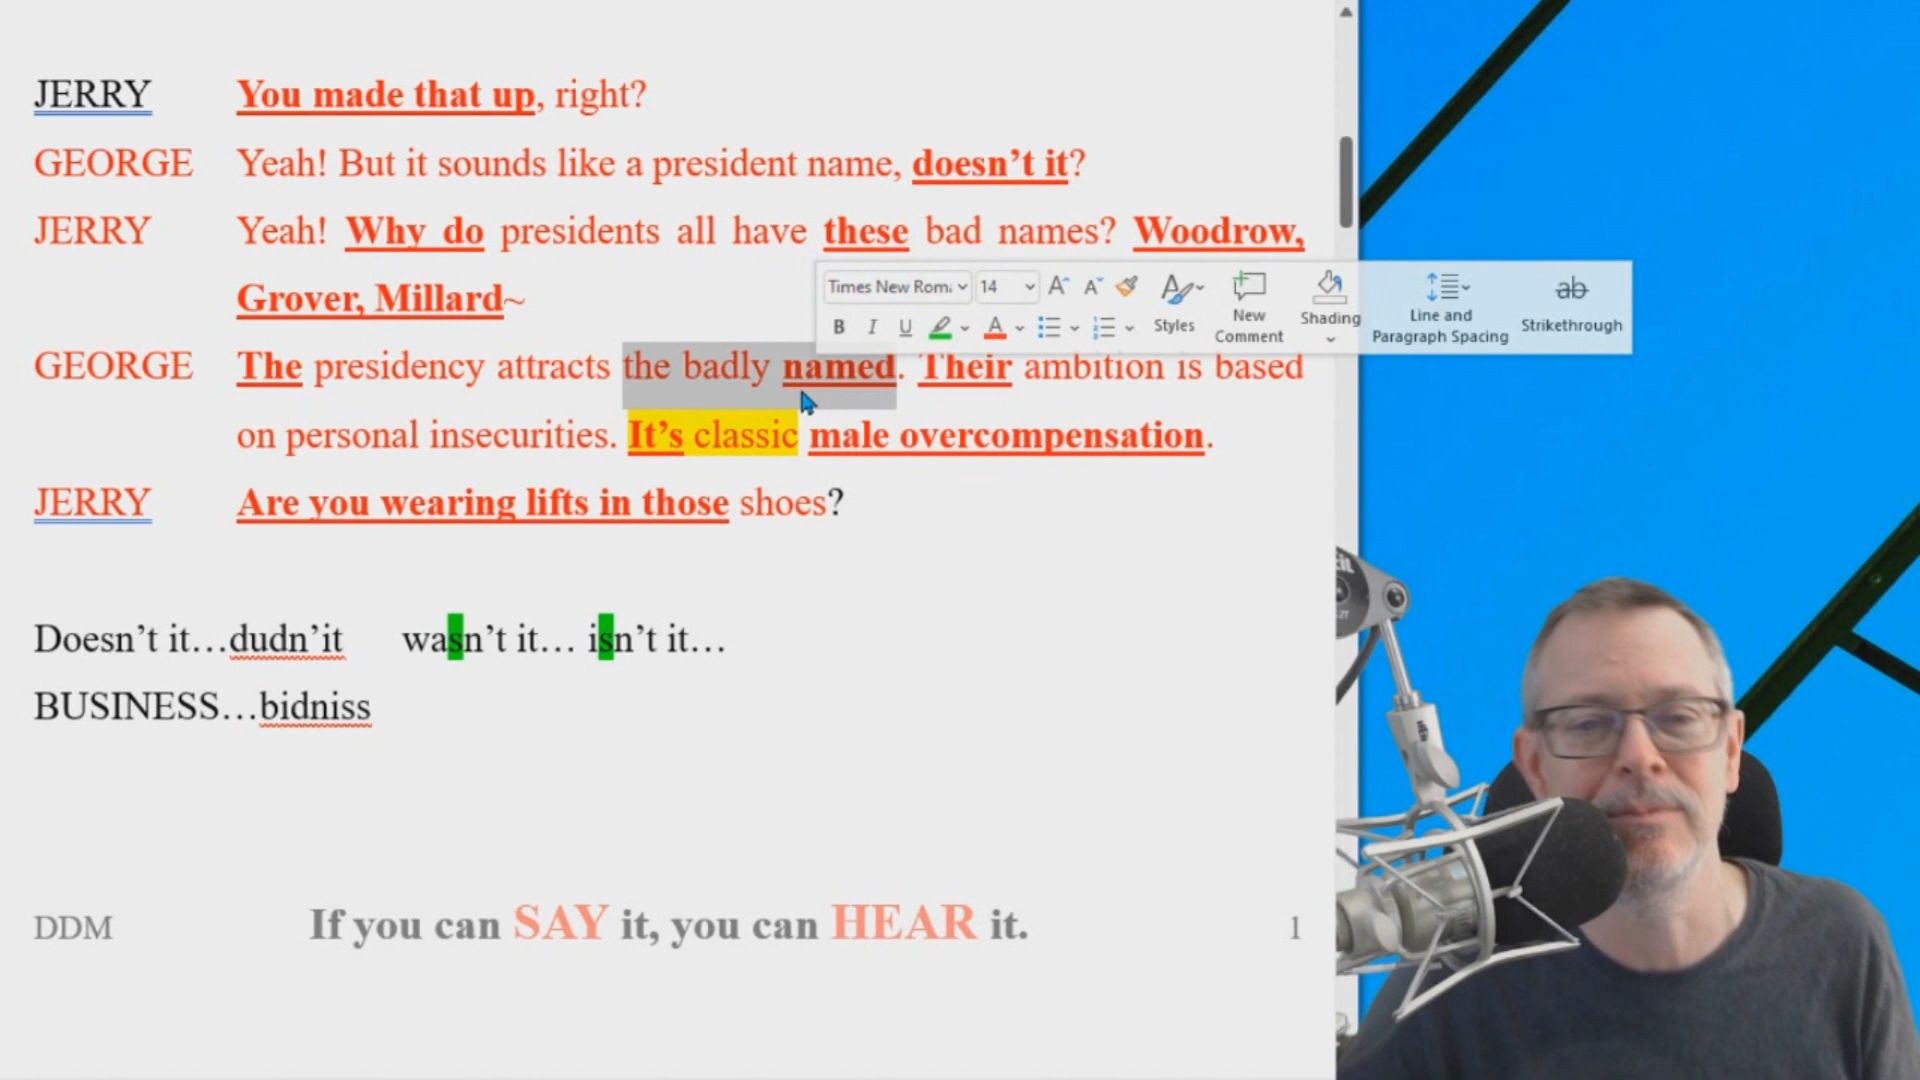 JERRY You made that up, right?
GEORGE Yeah! But it sounds like a president name, doesn't it?
JERRY Yeah! Why do presidents all have these bad names? Woodrow,
Grover, Millard~
Times New Rom 14
B I U Styles New Comment Shading Line and Paragraph Spacing ab Strikethrough
GEORGE The presidency attracts the badly named. Their ambition is based
on personal insecurities. It's classic male overcompensation.
JERRY Are you wearing lifts in those shoes?
Doesn't it…dudn'it wasn't it… isn't it…
BUSINESS…bidniss
DDM If you can SAY it, you can HEAR it. 1